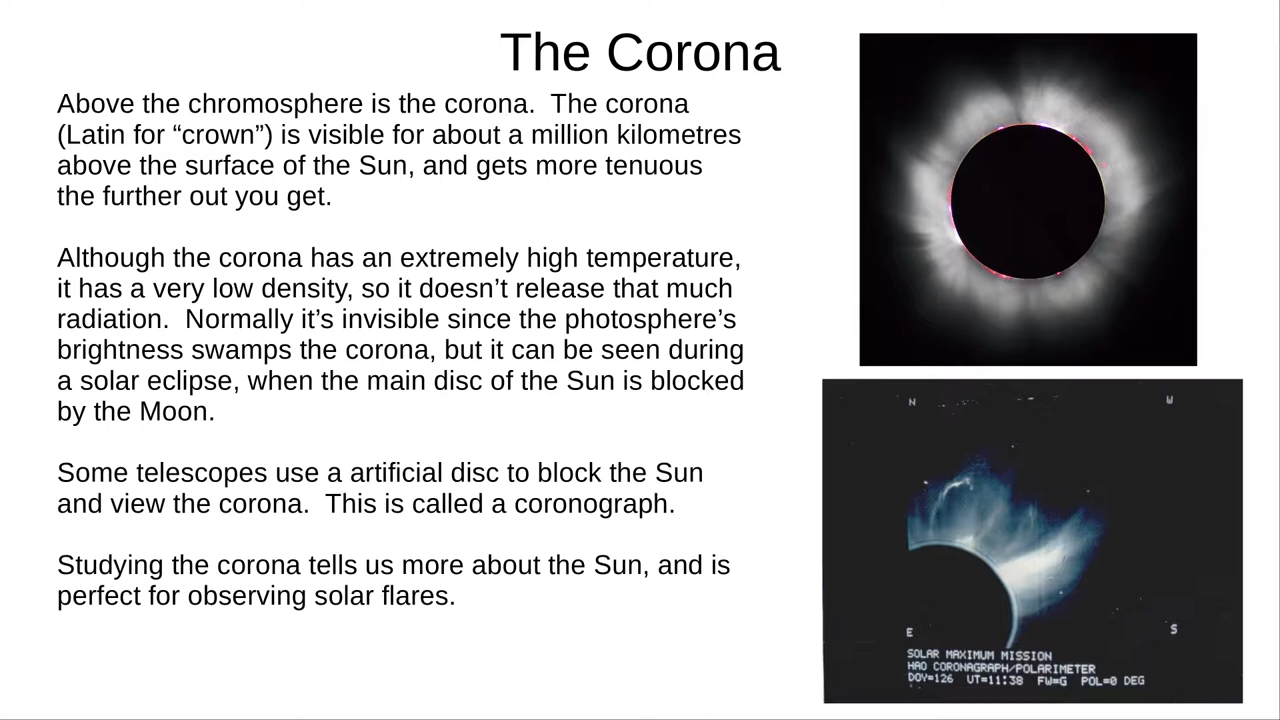 The Corona
Above the chromosphere is the corona.  The corona
(Latin for “crown”) is visible for about a million kilometres
above the surface of the Sun, and gets more tenuous
the further out you get.
Although the corona has an extremely high temperature,
it has a very low density, so it doesn’t release that much
radiation.  Normally it’s invisible since the photosphere’s
brightness swamps the corona, but it can be seen during
a solar eclipse, when the main disc of the Sun is blocked
by the Moon.
Some telescopes use a artificial disc to block the Sun
and view the corona.  This is called a coronograph.
Studying the corona tells us more about the Sun, and is
perfect for observing solar flares.
N W
E S
SOLAR MAXIMUM MISSION
HAO CORONAGRAPH/POLARIMETER
DOY=126 UT=11:38 FW=G POL=0 DEG